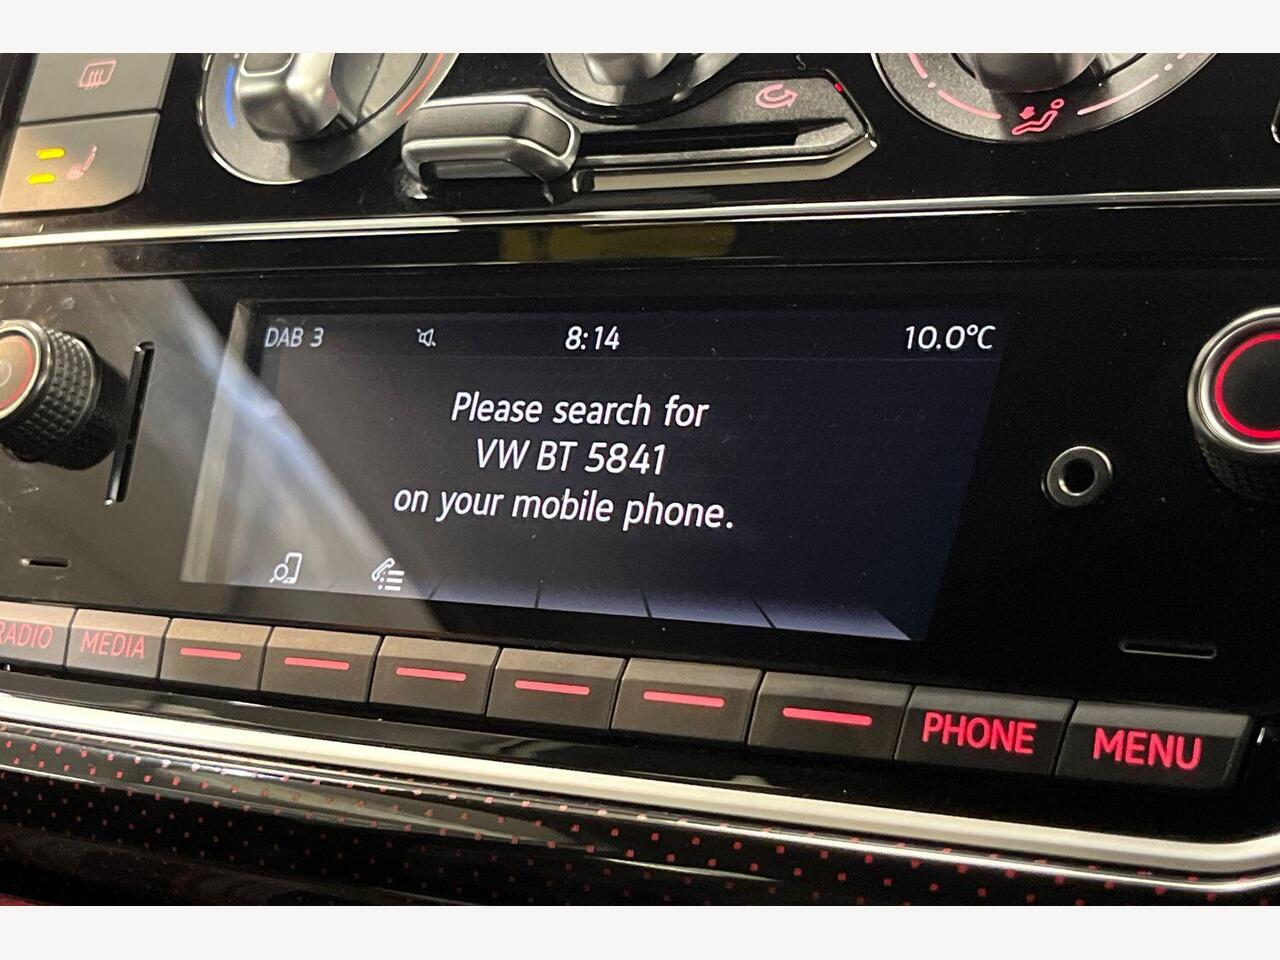 DAB 3 8:14 10.0°C
Please search for
VW BT 5841
on your mobile phone.
RADIO MEDIA PHONE MENU